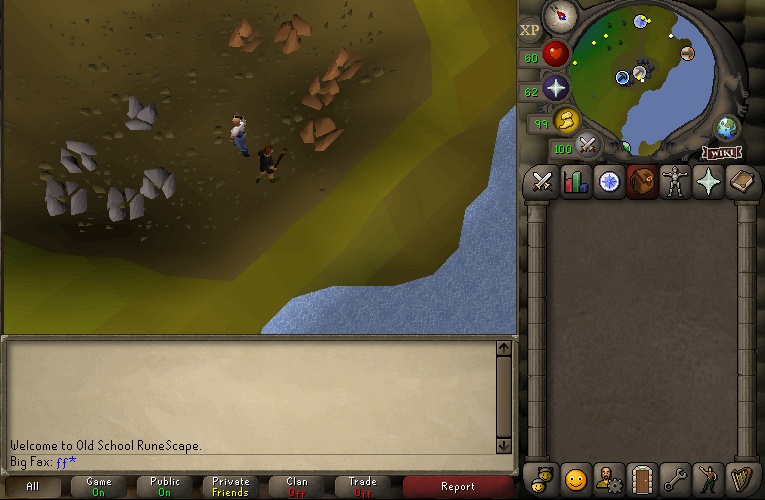 XP
60
62
99
100
WIKI
Welcome to Old School RuneScape.
Big Fax: ff*
All
Game
On
Public
On
Private
Friends
Clan
Off
Trade
Off
Report